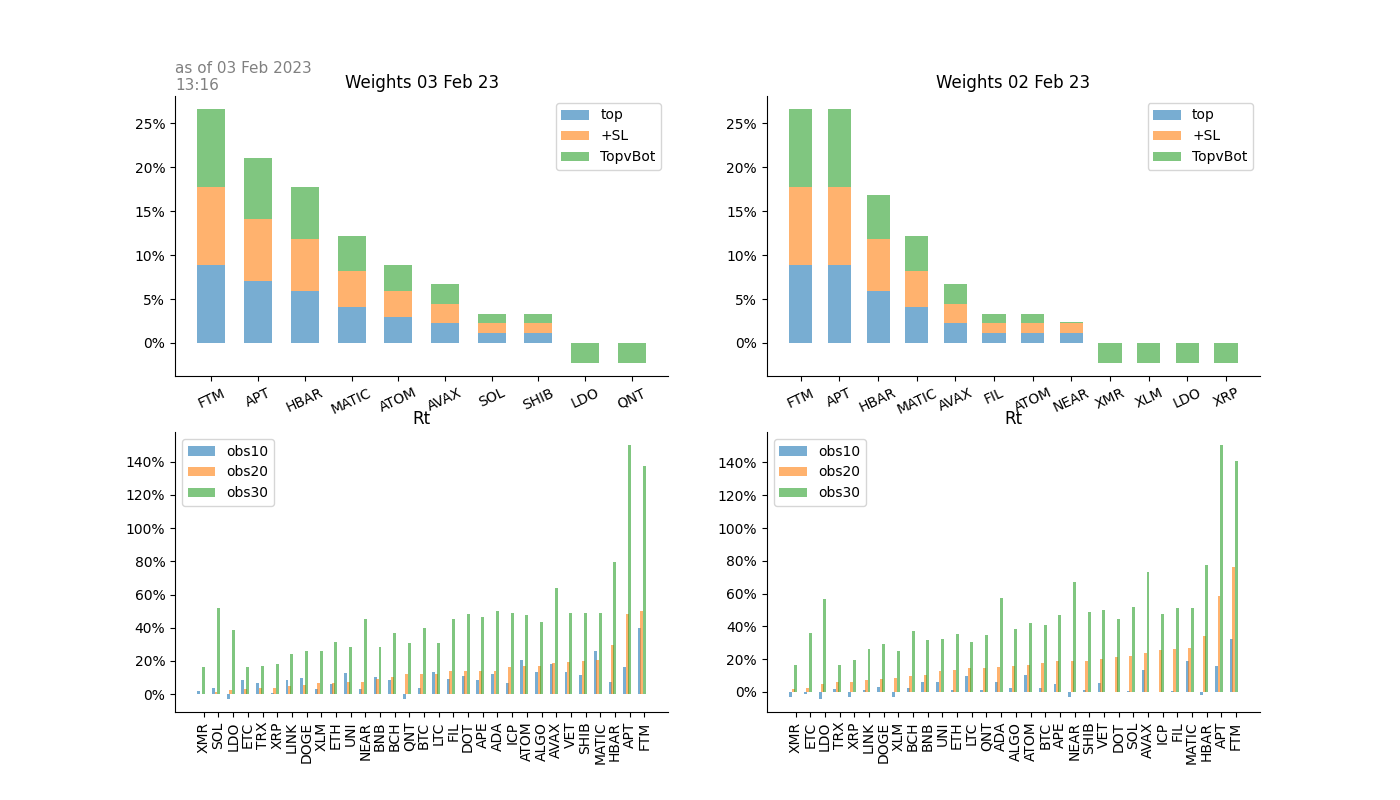 as of 03 Feb 2023
13:16
Weights 03 Feb 23
25%
20%
15%
10%
5%
0%
top
+SL
TopvBot
FTM APT HBAR MATIC ATOM AVAX SOL SHIB LDO QNT
Weights 02 Feb 23
25%
20%
15%
10%
5%
0%
top
+SL
TopvBot
FTM APT HBAR MATIC AVAX FIL ATOM NEAR XMR XLM LDO XRP
Rt
140%
120%
100%
80%
60%
40%
20%
0%
obs10
obs20
obs30
XMR SOL LDO ETC TRX XRP LINK DOGE XLM ETH UNI NEAR BNB BCH QNT BTC LTC FIL DOT APE ADA ICP ATOM ALGO AVAX VET SHIB MATIC HBAR APT FTM
Rt
140%
120%
100%
80%
60%
40%
20%
0%
obs10
obs20
obs30
XMR ETC LDO TRX XRP LINK DOGE XLM BCH BNB UNI ETH LTC QNT ADA ALGO ATOM BTC APE NEAR SHIB VET DOT SOL AVAX ICP FIL MATIC HBAR APT FTM